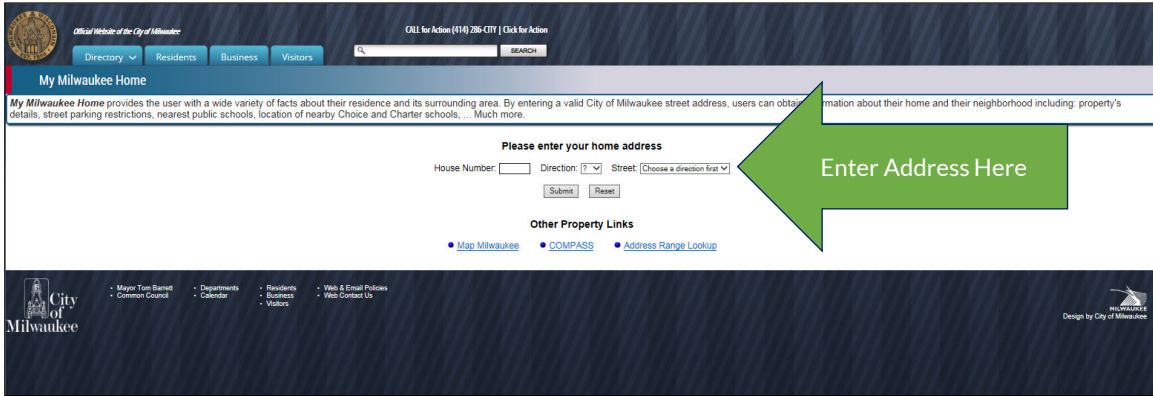 Official Website of the City of Milwaukee
CALL for Action (414) 286-CITY | Click for Action
Directory Residents Business Visitors
SEARCH
My Milwaukee Home
My Milwaukee Home provides the user with a wide variety of facts about their residence and its surrounding area. By entering a valid City of Milwaukee street address, users can obtain rmation about their home and their neighborhood including: property's
details, street parking restrictions, nearest public schools, location of nearby Choice and Charter schools, ... Much more.
Please enter your home address
House Number: Direction: ? Street: Choose a direction first
Enter Address Here
Submit Reset
Other Property Links
• Map Milwaukee • COMPASS • Address Range Lookup
City
of
Milwaukee
• Mayor Tom Barrett • Departments • Residents • Web & Email Policies
• Common Council • Calendar • Business • Web Contact Us
• Visitors
MILWAUKEE
Design by City of Milwaukee